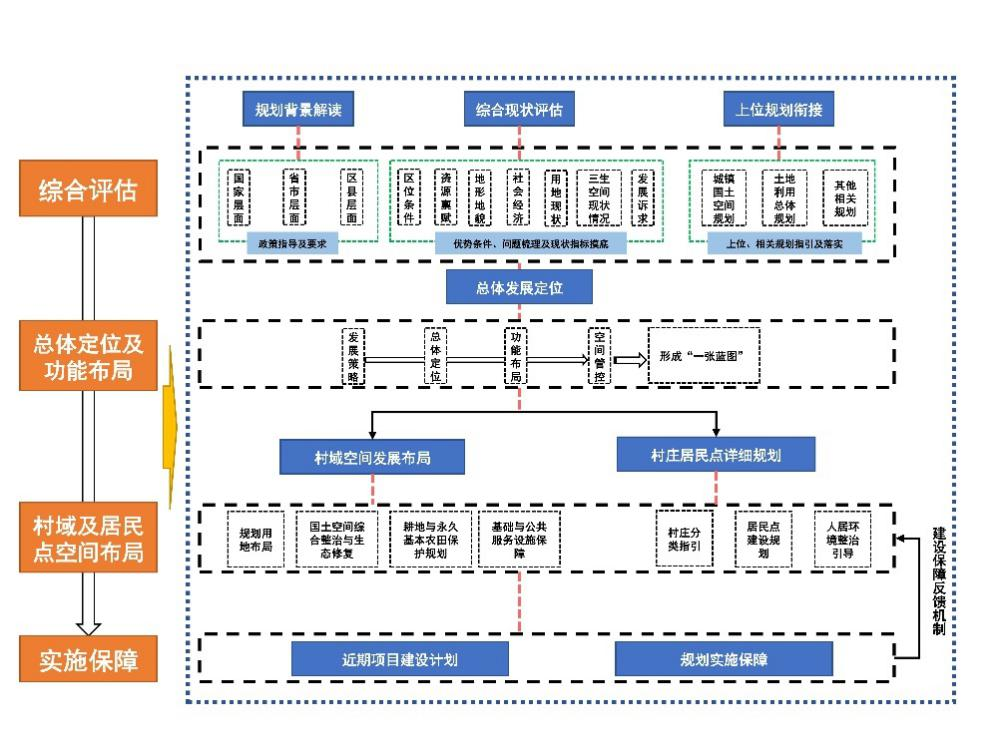 规划背景解读
综合现状评估
上位规划衔接
综合评估
国家层面
省市层面
区县层面
区位条件
资源禀赋
地形地貌
社会经济
用地现状
三生
空间
现状
情况
发展诉求
城镇
国土
空间
规划
土地
利用
总体
规划
其他
相关
规划
政策指导及要求
优势条件、问题梳理及现状指标摸底
上位、相关规划指引及落实
总体发展定位
总体定位及
功能布局
发展策略
总体定位
功能布局
空间管控
形成“一张蓝图”
村域空间发展布局
村庄居民点详细规划
村域及居民
点空间布局
规划用
地布局
国土空间综
合整治与生
态修复
耕地与永久
基本农田保
护规划
基础与公共
服务设施保
障
村庄分
类指引
居民点
建设规
划
人居环
境整治
引导
建设保障反馈机制
实施保障
近期项目建设计划
规划实施保障